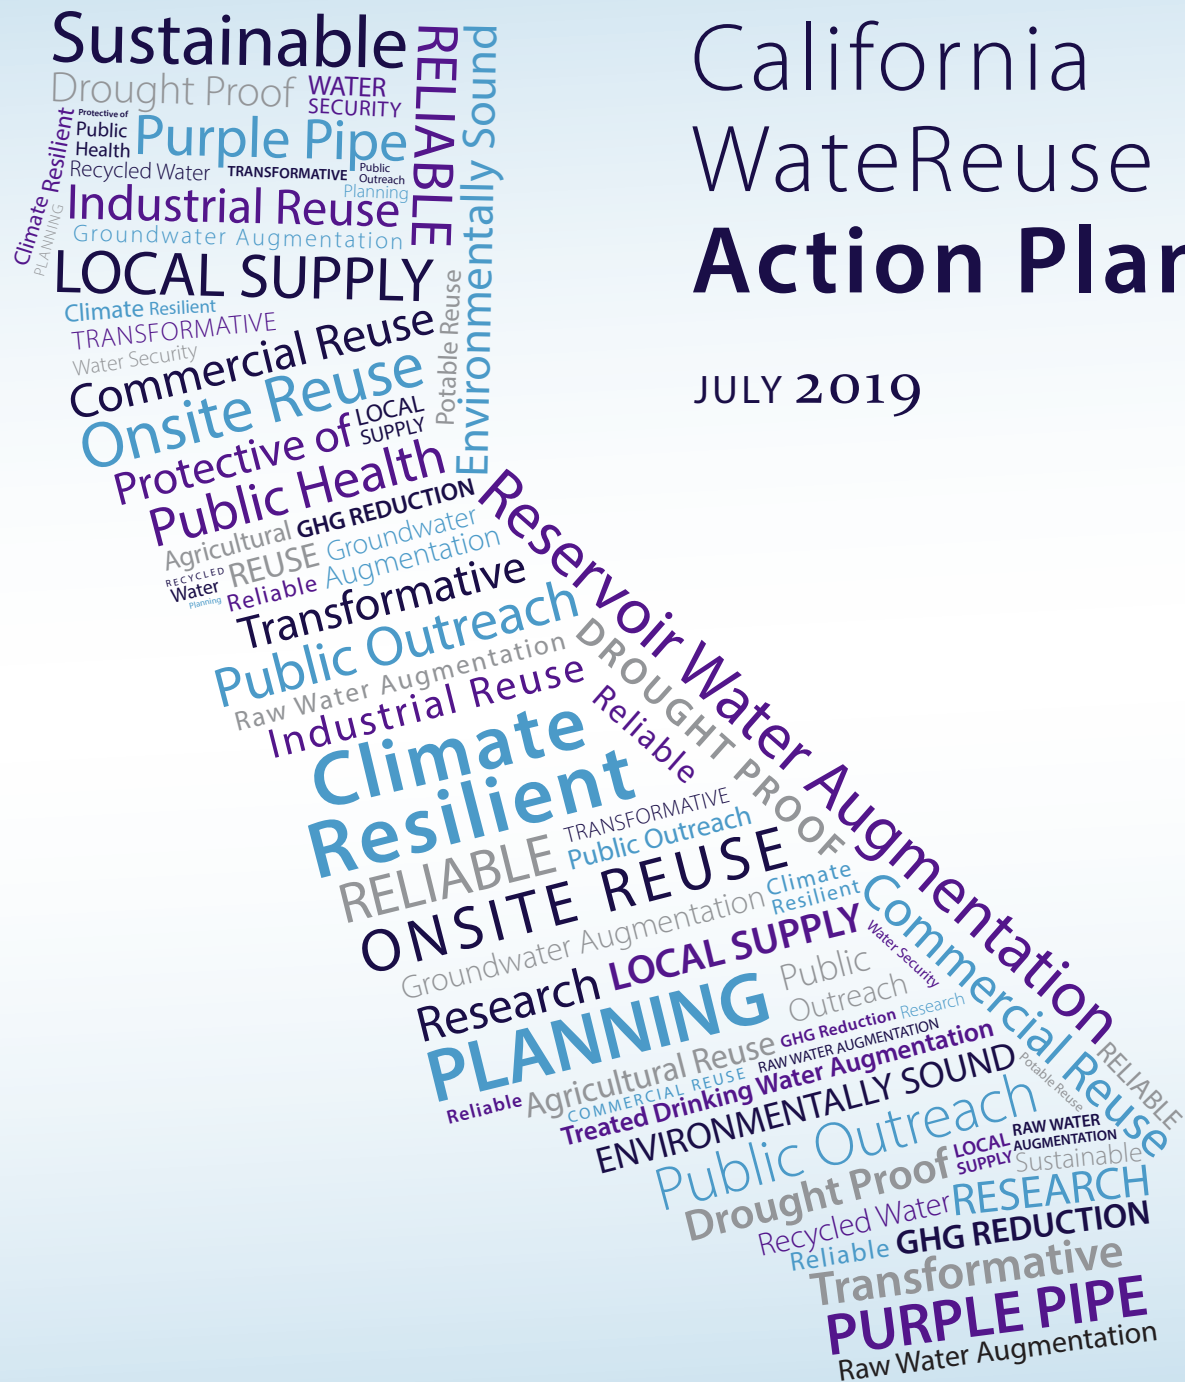 California
WateReuse
Action Plan
JULY 2019
Sustainable
RELIABLE
Environmentally Sound
Drought Proof
WATER
SECURITY
Protective of
Public
Health
Purple Pipe
Climate Resilient
PLANNING
Recycled Water
TRANSFORMATIVE
Public
Outreach
Planning
Industrial Reuse
Groundwater Augmentation
LOCAL SUPPLY
Potable Reuse
Climate Resilient
TRANSFORMATIVE
Water Security
Commercial Reuse
Onsite Reuse
LOCAL
SUPPLY
Protective of
Public Health
Agricultural
REUSE
GHG REDUCTION
RECYCLED
Water
Planning
Groundwater
Augmentation
Reliable
Transformative
Reservoir Water Augmentation
Public Outreach
DROUGHT PROOF
Raw Water Augmentation
Industrial Reuse
Reliable
Climate
Resilient
RELIABLE
TRANSFORMATIVE
Public Outreach
ONSITE REUSE
Groundwater Augmentation
Climate
Resilient
Commercial Reuse
Research
LOCAL SUPPLY
Water Security
PLANNING
Public
Outreach
Reliable
Agricultural Reuse
GHG Reduction
Research
COMMERCIAL REUSE
RAW WATER AUGMENTATION
Treated Drinking Water Augmentation
ENVIRONMENTALLY SOUND
Potable Reuse
RELIABLE
Public Outreach
Drought Proof
LOCAL
SUPPLY
RAW WATER
AUGMENTATION
Sustainable
Recycled Water
RESEARCH
Reliable
GHG REDUCTION
Transformative
PURPLE PIPE
Raw Water Augmentation